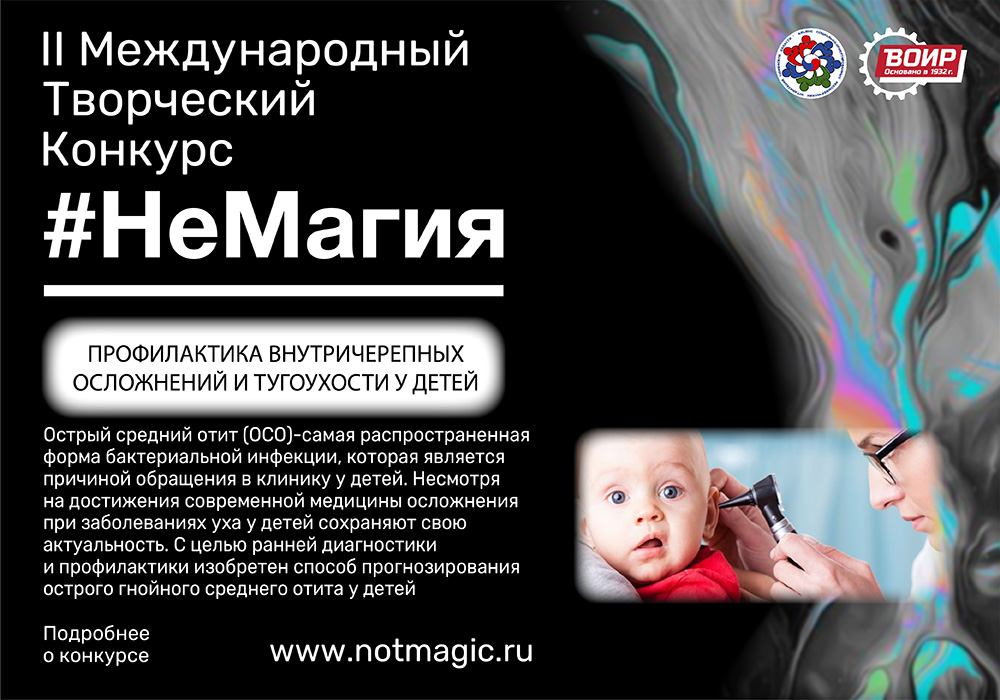 II Международный
Творческий
Конкурс
#НеМагия
ВОИР
Основано в 1932 г.
ПРОФИЛАКТИКА ВНУТРИЧЕРЕПНЫХ
ОСЛОЖНЕНИЙ И ТУГОУХОСТИ У ДЕТЕЙ
Острый средний отит (ОСО)-самая распространенная
форма бактериальной инфекции, которая является
причиной обращения в клинику у детей. Несмотря
на достижения современной медицины осложнения
при заболеваниях уха у детей сохраняют свою
актуальность. С целью ранней диагностики
и профилактики изобретен способ прогнозирования
острого гнойного среднего отита у детей
Подробнее
о конкурсе
www.notmagic.ru